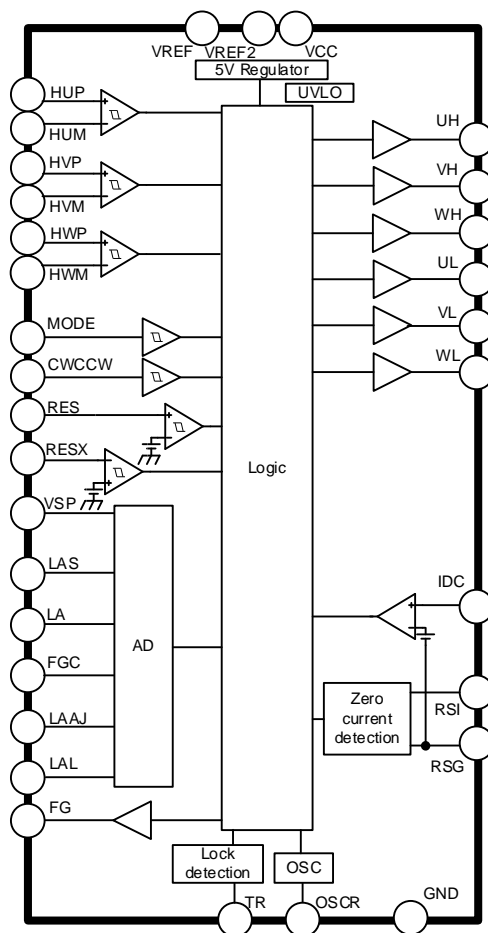 VREF
VREF2
VCC
5V Regulator
UVLO
HUP
HUM
HVP
HVM
HWP
HWM
MODE
CWCCW
RES
RESX
VSP
LAS
LA
FGC
LAAJ
LAL
FG
AD
Logic
UH
VH
WH
UL
VL
WL
IDC
Zero
current
detection
RSI
RSG
Lock
detection
OSC
TR
OSCR
GND